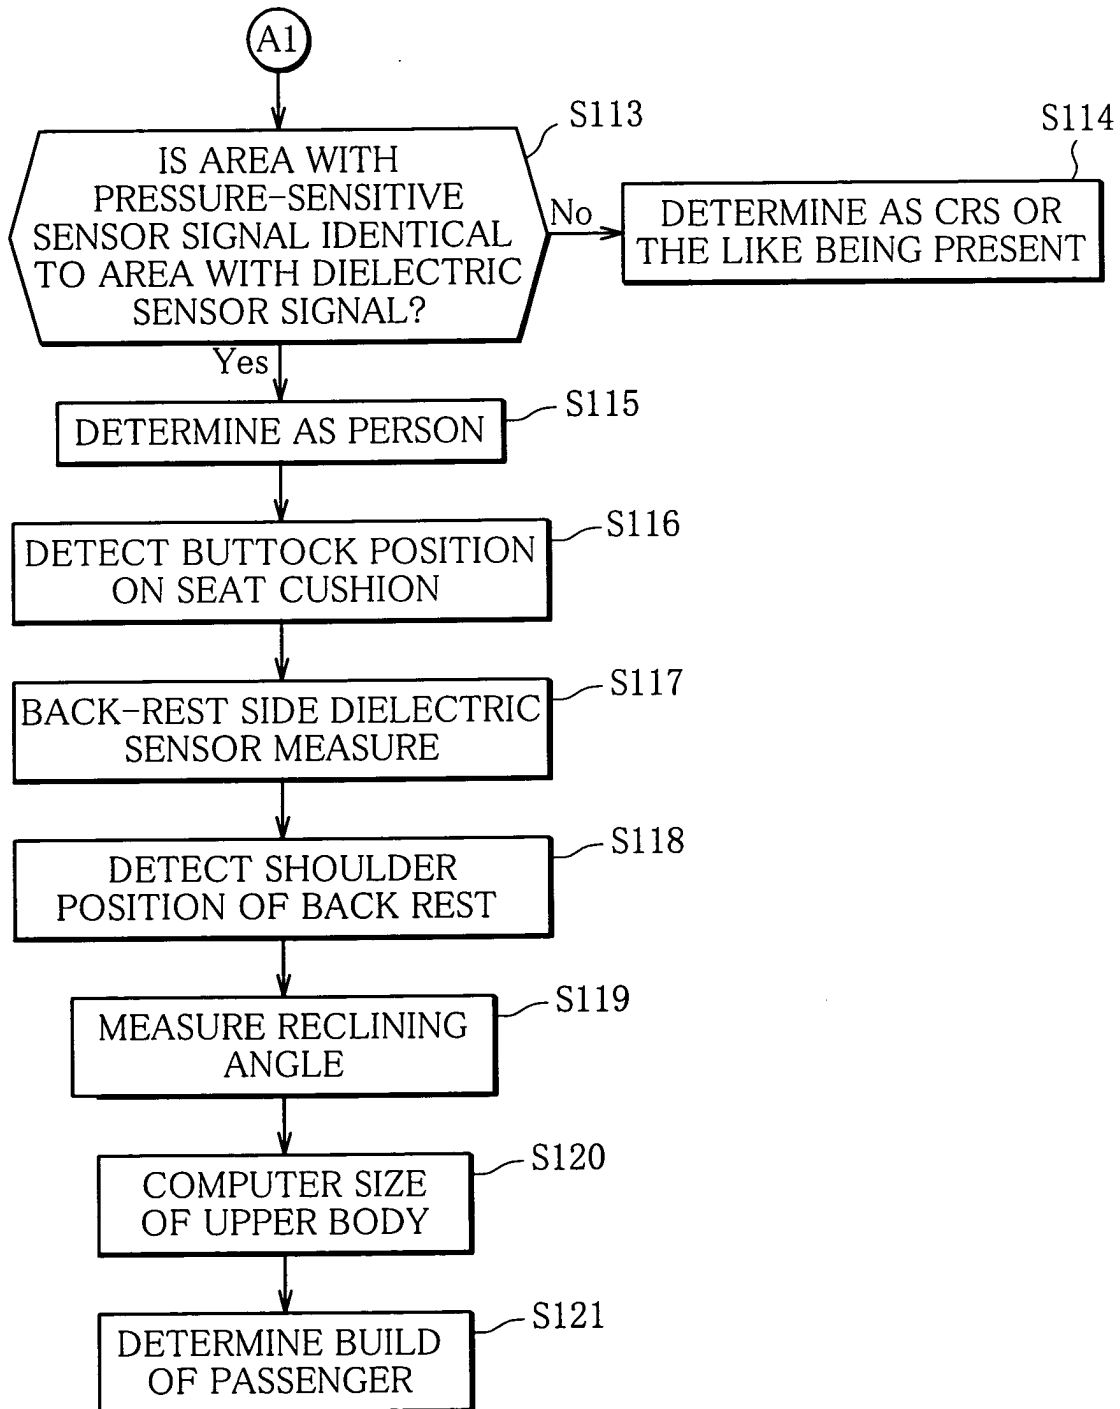 A1
S113
IS AREA WITH
PRESSURE-SENSITIVE
SENSOR SIGNAL IDENTICAL
TO AREA WITH DIELECTRIC
SENSOR SIGNAL?
No
S114
DETERMINE AS CRS OR
THE LIKE BEING PRESENT
Yes
S115
DETERMINE AS PERSON
S116
DETECT BUTTOCK POSITION
ON SEAT CUSHION
S117
BACK-REST SIDE DIELECTRIC
SENSOR MEASURE
S118
DETECT SHOULDER
POSITION OF BACK REST
S119
MEASURE RECLINING
ANGLE
S120
COMPUTER SIZE
OF UPPER BODY
S121
DETERMINE BUILD
OF PASSENGER